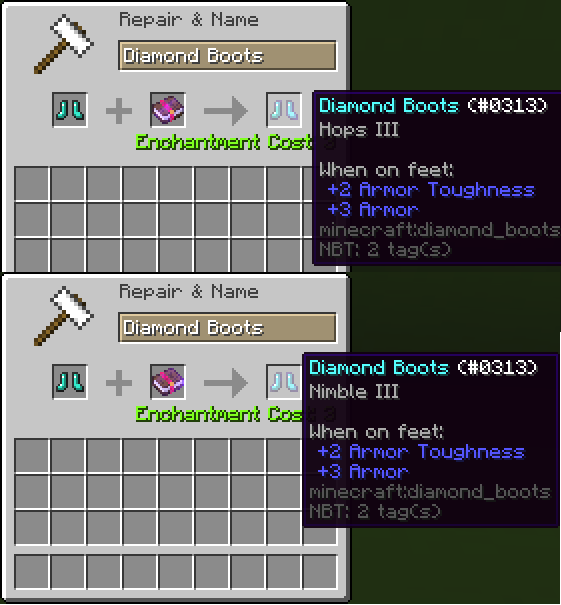 Repair & Name
Diamond Boots
Enchantment Cost
Diamond Boots (#0313)
Hops III
When on feet:
+2 Armor Toughness
+3 Armor
minecraft:diamond_boots
NBT: 2 tag(s)
Repair & Name
Diamond Boots
Enchantment Cos
Diamond Boots (#0313)
Nimble III
When on feet:
+2 Armor Toughness
+3 Armor
minecraft:diamond_boots
NBT: 2 tag(s)